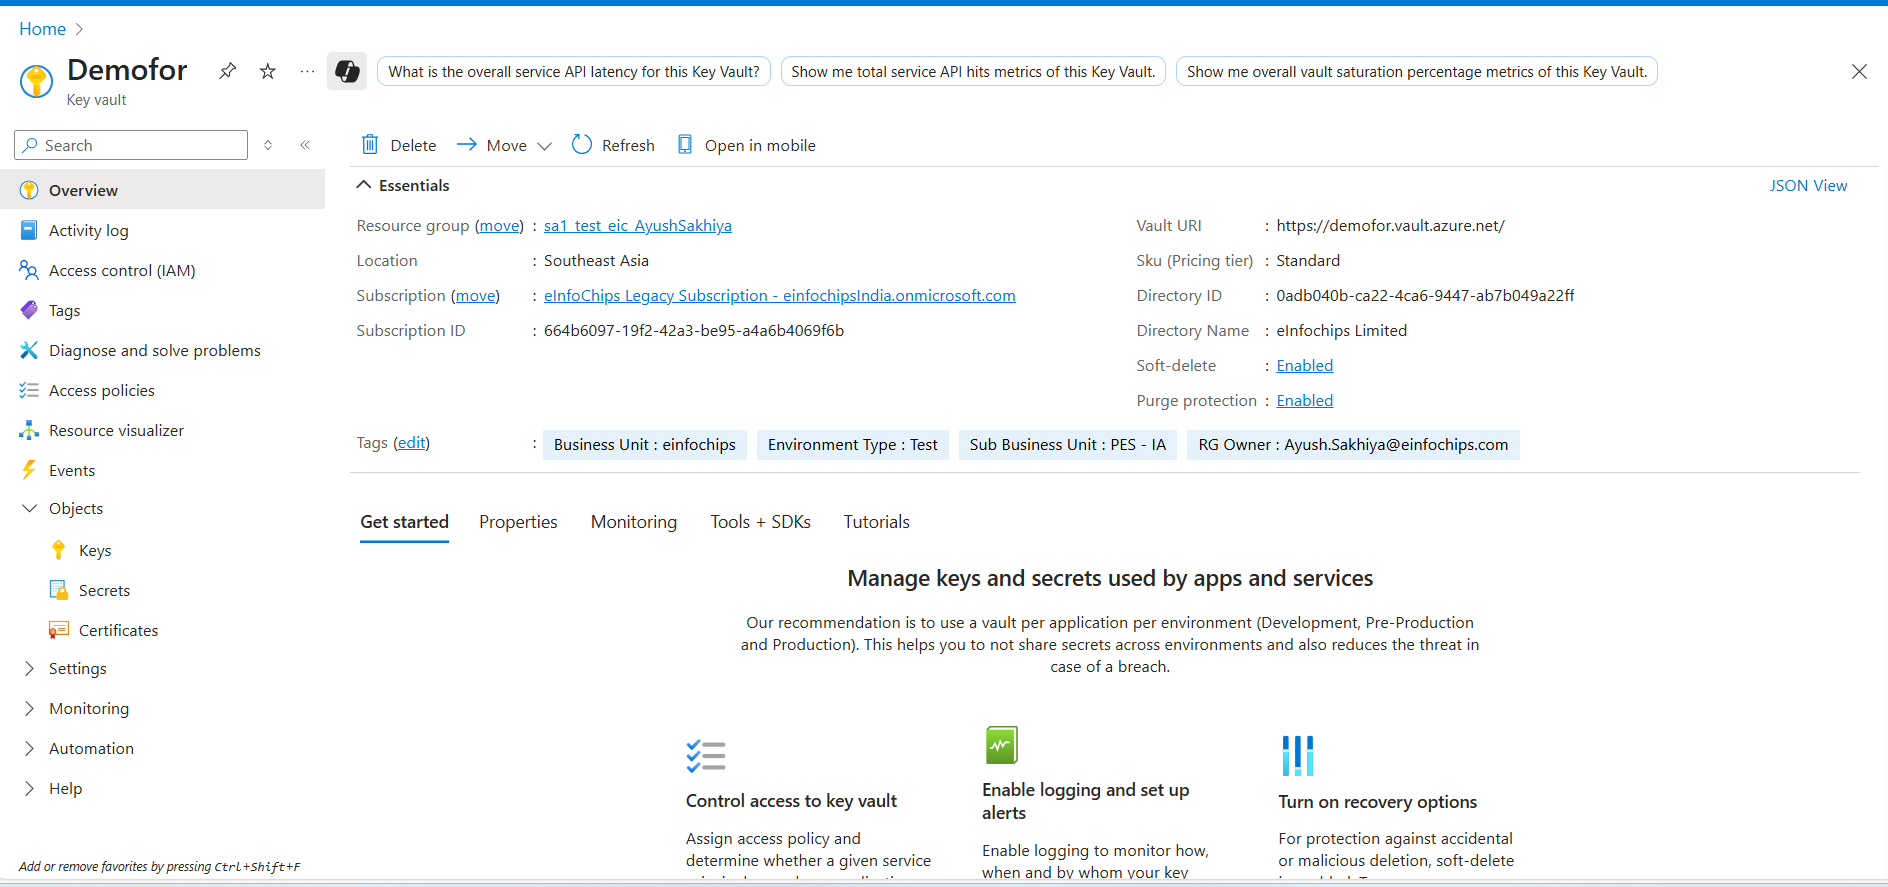 Home
Demofor
Key vault
What is the overall service API latency for this Key Vault?
Show me total service API hits metrics of this Key Vault.
Show me overall vault saturation percentage metrics of this Key Vault.
Search
Delete
Move
Refresh
Open in mobile
Overview
Activity log
Access control (IAM)
Tags
Diagnose and solve problems
Access policies
Resource visualizer
Events
Objects
Keys
Secrets
Certificates
Settings
Monitoring
Automation
Help
Add or remove favorites by pressing Ctrl+Shift+F
Essentials
JSON View
Resource group (move) : sa1_test_eic_AyushSakhiya
Location : Southeast Asia
Subscription (move) : eInfoChips Legacy Subscription - einfochipsIndia.onmicrosoft.com
Subscription ID : 664b6097-19f2-42a3-be95-a4a6b4069f6b
Vault URI : https://demofor.vault.azure.net/
Sku (Pricing tier) : Standard
Directory ID : 0adb040b-ca22-4ca6-9447-ab7b049a22ff
Directory Name : eInfochips Limited
Soft-delete : Enabled
Purge protection : Enabled
Tags (edit) : Business Unit : einfochips Environment Type : Test Sub Business Unit : PES - IA RG Owner : Ayush.Sakhiya@einfochips.com
Get started Properties Monitoring Tools + SDKs Tutorials
Manage keys and secrets used by apps and services
Our recommendation is to use a vault per application per environment (Development, Pre-Production
and Production). This helps you to not share secrets across environments and also reduces the threat in
case of a breach.
Control access to key vault
Assign access policy and
determine whether a given service
Enable logging and set up
alerts
Enable logging to monitor how,
when and by whom your key
Turn on recovery options
For protection against accidental
or malicious deletion, soft-delete